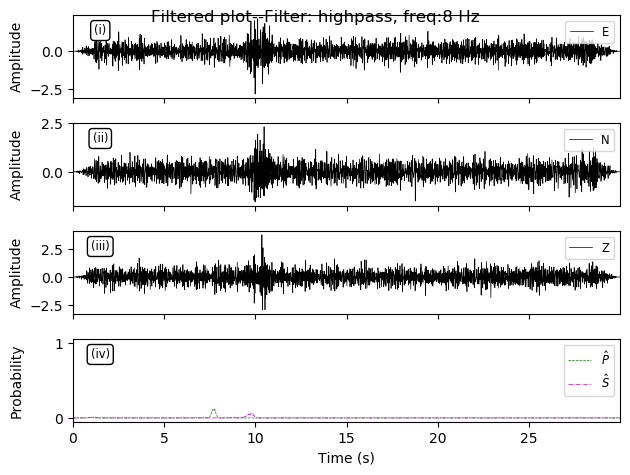 Filtered plot--Filter: highpass, freq:8 Hz
(i)
E
Amplitude
0.0
−2.5
(ii)
N
Amplitude
2.5
0.0
(iii)
Z
Amplitude
2.5
0.0
−2.5
(iv)
P̂
Ŝ
Probability
1
0
0 5 10 15 20 25
Time (s)